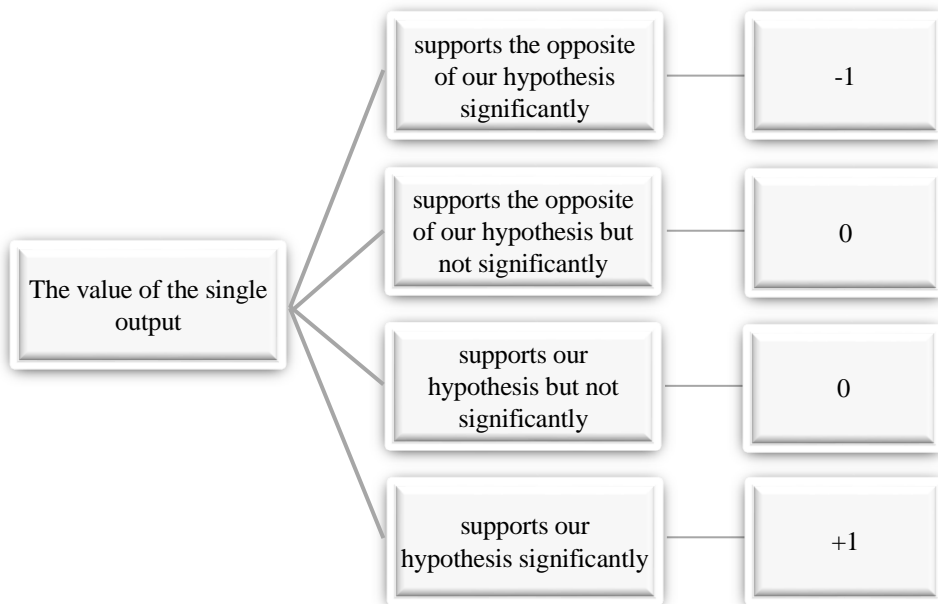 The value of the single
output
supports the opposite
of our hypothesis
significantly
-1
supports the opposite
of our hypothesis but
not significantly
0
supports our
hypothesis but not
significantly
0
supports our
hypothesis significantly
+1